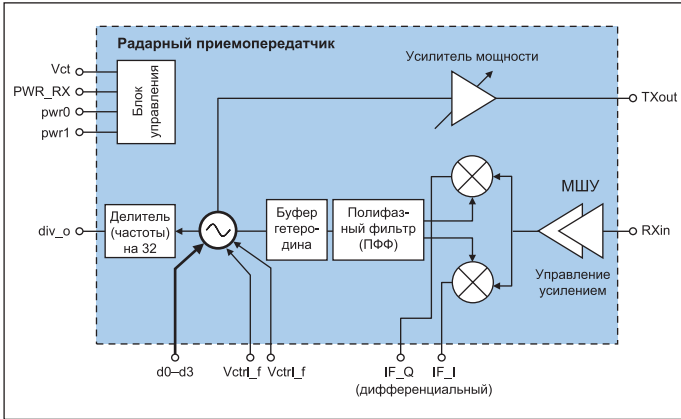 Радарный приемопередатчик
Усилитель мощности
Vct
PWR_RX
pwr0
pwr1
Блок
управления
TXout
МШУ
div_o
Делитель
(частоты)
на 32
Буфер
гетеро-
дина
Полифаз-
ный фильтр
(ПФФ)
RXin
Управление
усилением
d0–d3
Vctrl_f
Vctrl_f
IF_Q
IF_I
(дифференциальный)